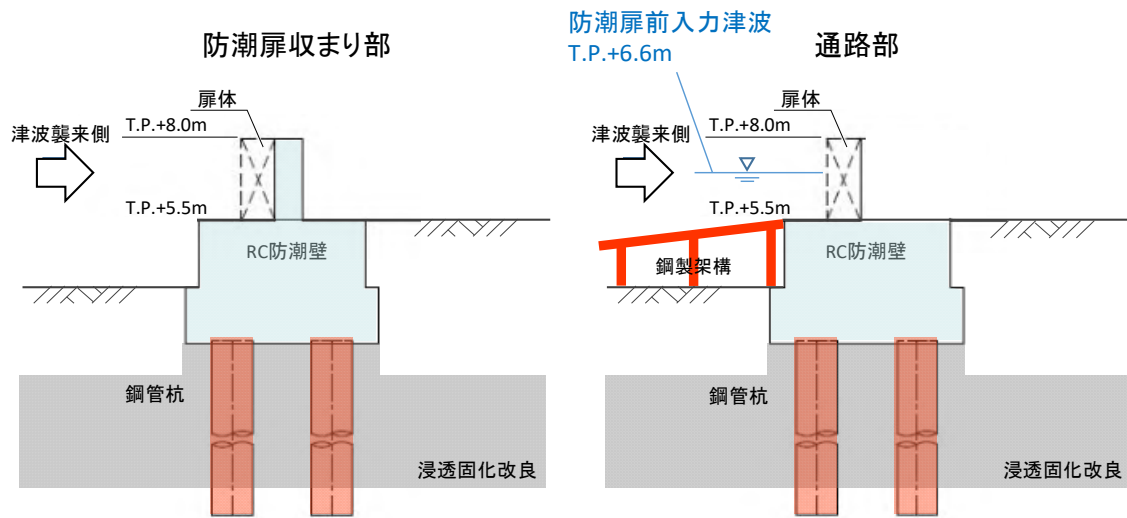 防潮扉収まり部
扉体
T.P.+8.0m
津波襲来側
T.P.+5.5m
RC防潮壁
鋼管杭
浸透固化改良
防潮扉前入力津波
T.P.+6.6m
通路部
扉体
T.P.+8.0m
津波襲来側
T.P.+5.5m
RC防潮壁
鋼製架構
鋼管杭
浸透固化改良